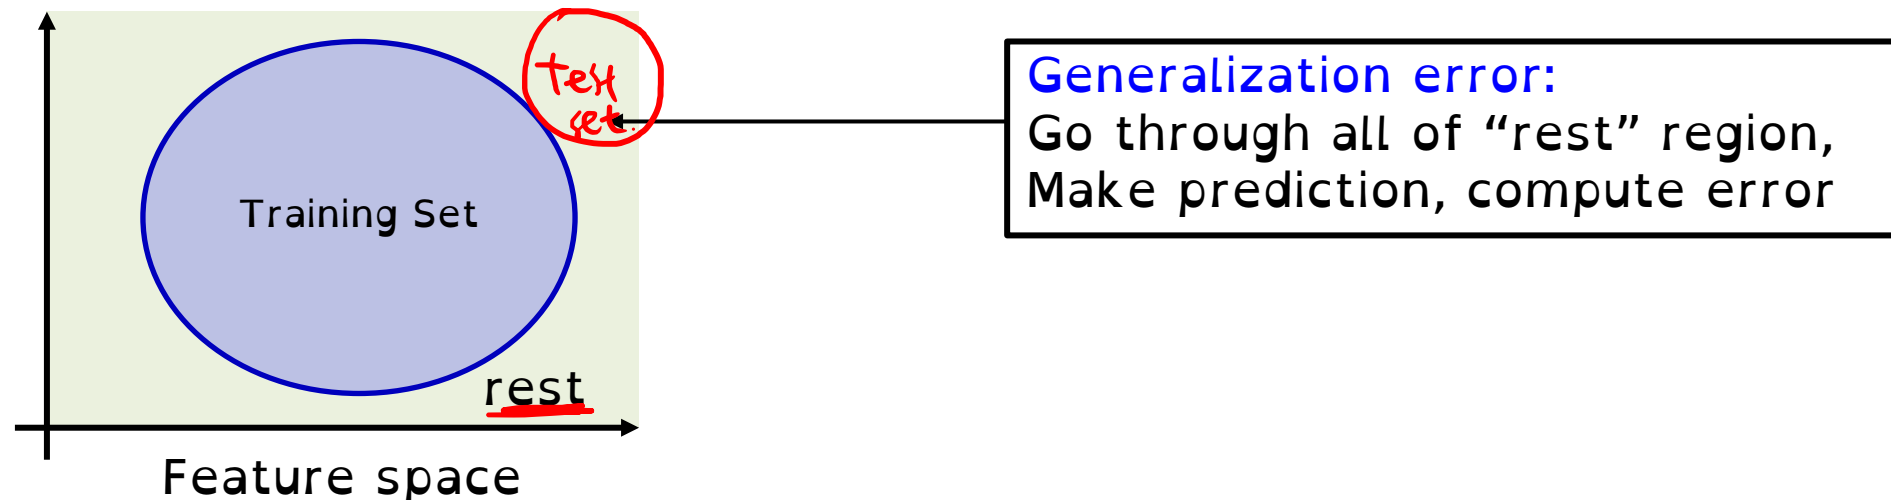 test
set.
Training Set
rest
Feature space
Generalization error:
Go through all of “rest” region,
Make prediction, compute error